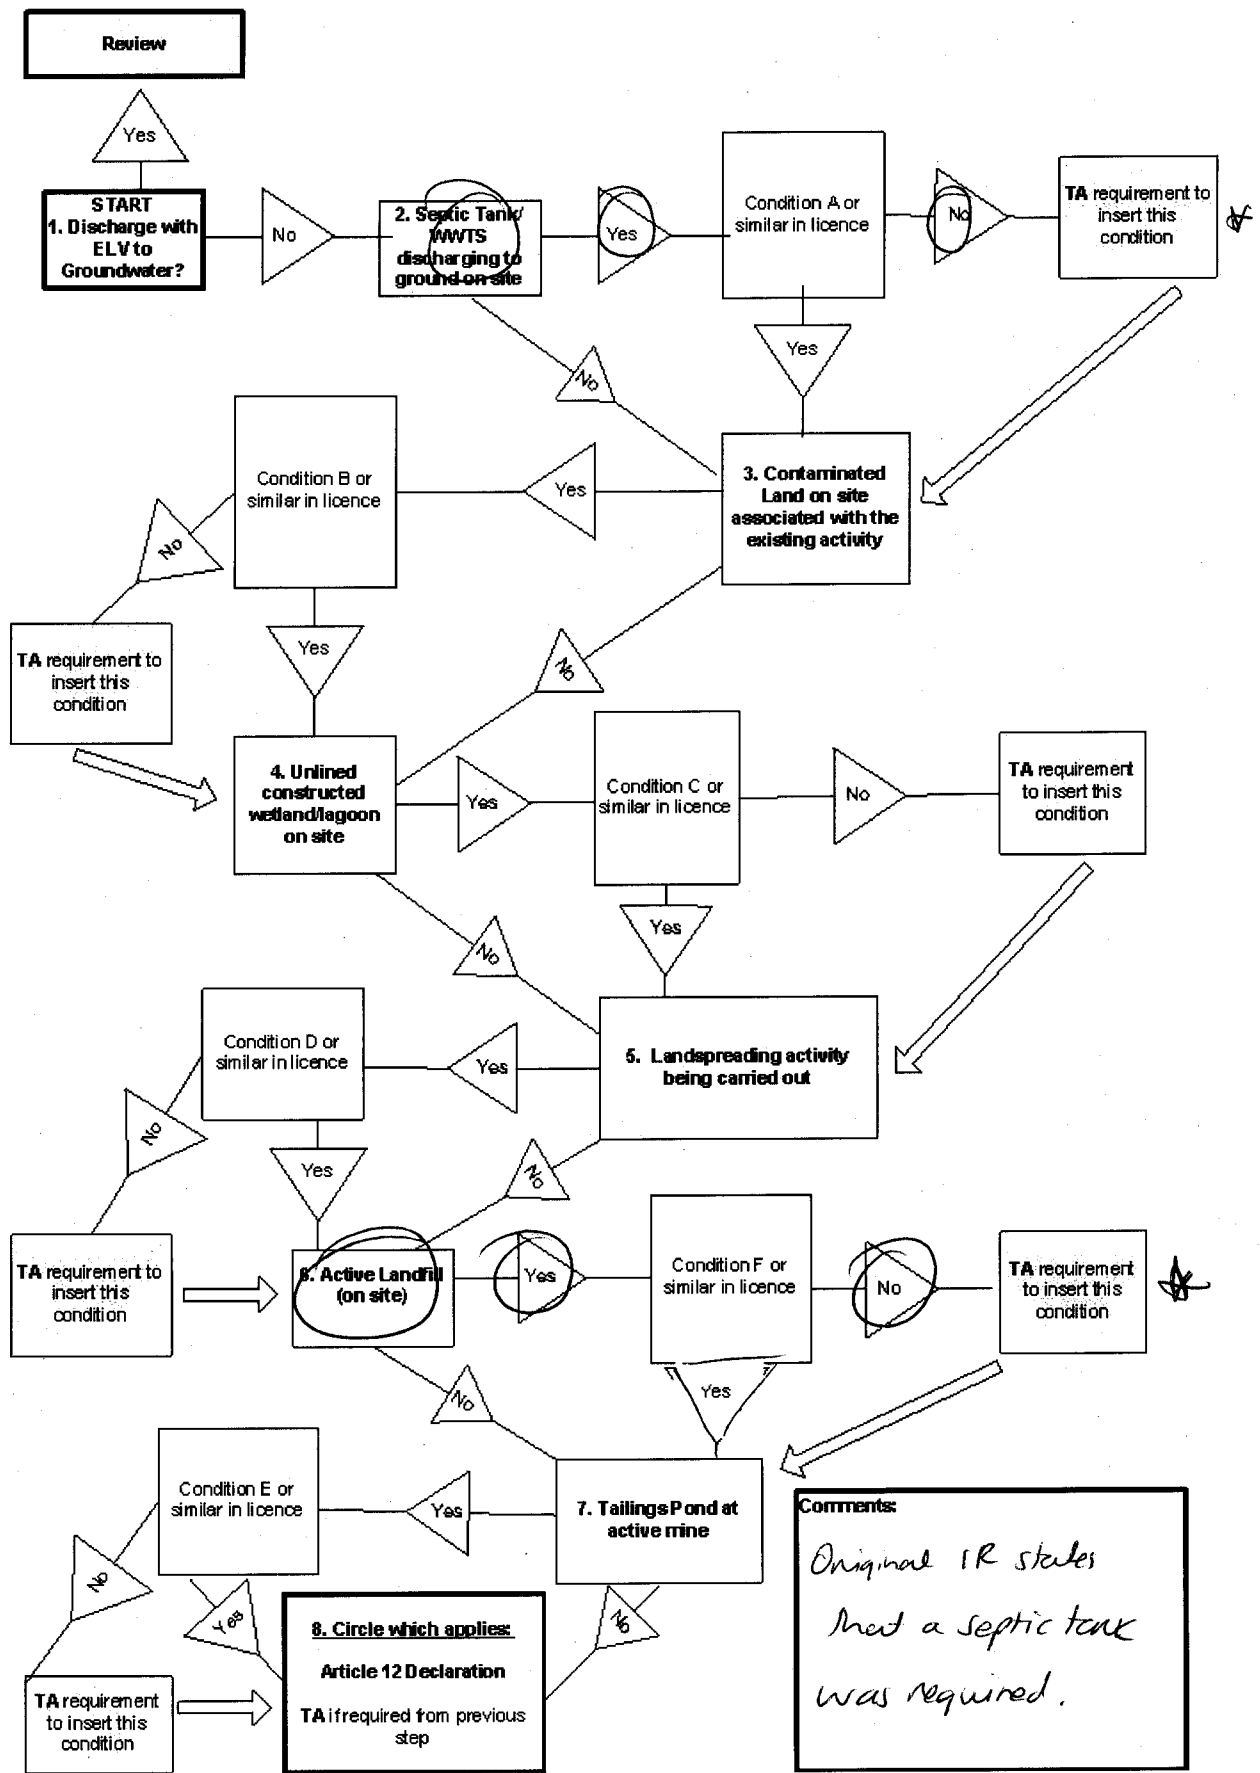 Review
Yes
START
1. Discharge with
ELV to
Groundwater?
No
2. Septic Tank/
WWTS
discharging to
ground on site
Yes
Condition A or
similar in licence
No
TA requirement to
insert this
condition
Yes
No
3. Contaminated
Land on site
associated with the
existing activity
Yes
Condition B or
similar in licence
No
TA requirement to
insert this
condition
Yes
No
4. Unlined
constructed
wetland/lagoon
on site
Yes
Condition C or
similar in licence
No
TA requirement
to insert this
condition
Yes
No
5. Landspreading activity
being carried out
Yes
Condition D or
similar in licence
No
TA requirement to
insert this
condition
Yes
No
6. Active Landfill
(on site)
Yes
Condition F or
similar in licence
No
TA requirement
to insert this
condition
Yes
No
7. Tailings Pond at
active mine
Yes
Condition E or
similar in licence
No
TA requirement
to insert this
condition
Yes
No
8. Circle which applies:
Article 12 Declaration
TA if required from previous
step
Comments:
Original IR states
that a septic tank
was required.